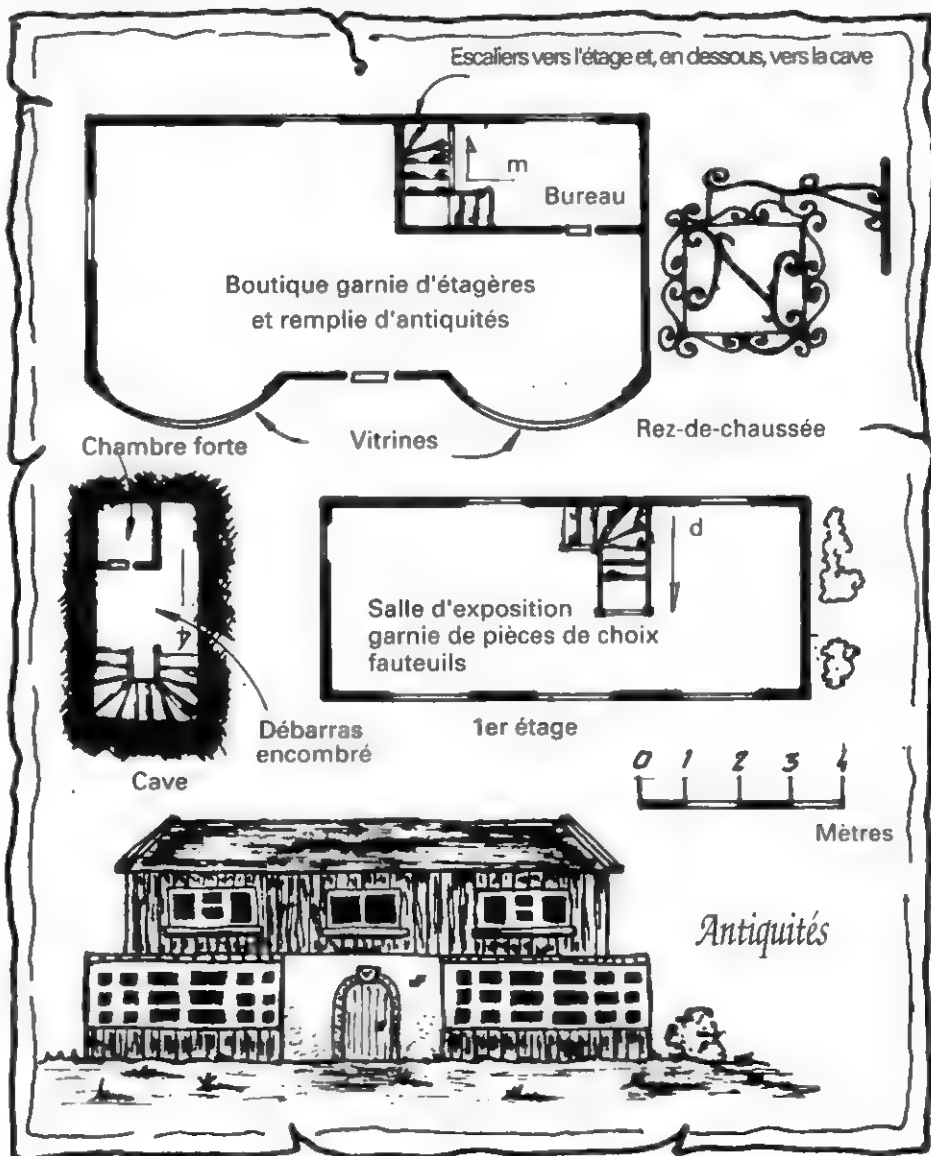 Escaliers vers l'étage et, en dessous, vers la cave
m
Bureau
Boutique garnie d'étagères
et remplie d'antiquités
Vitrines
Rez-de-chaussée
Chambre forte
d
Salle d'exposition
garnie de pièces de choix
fauteuils
1er étage
Débarras
encombré
Cave
0 1 2 3 4
Mètres
Antiquités